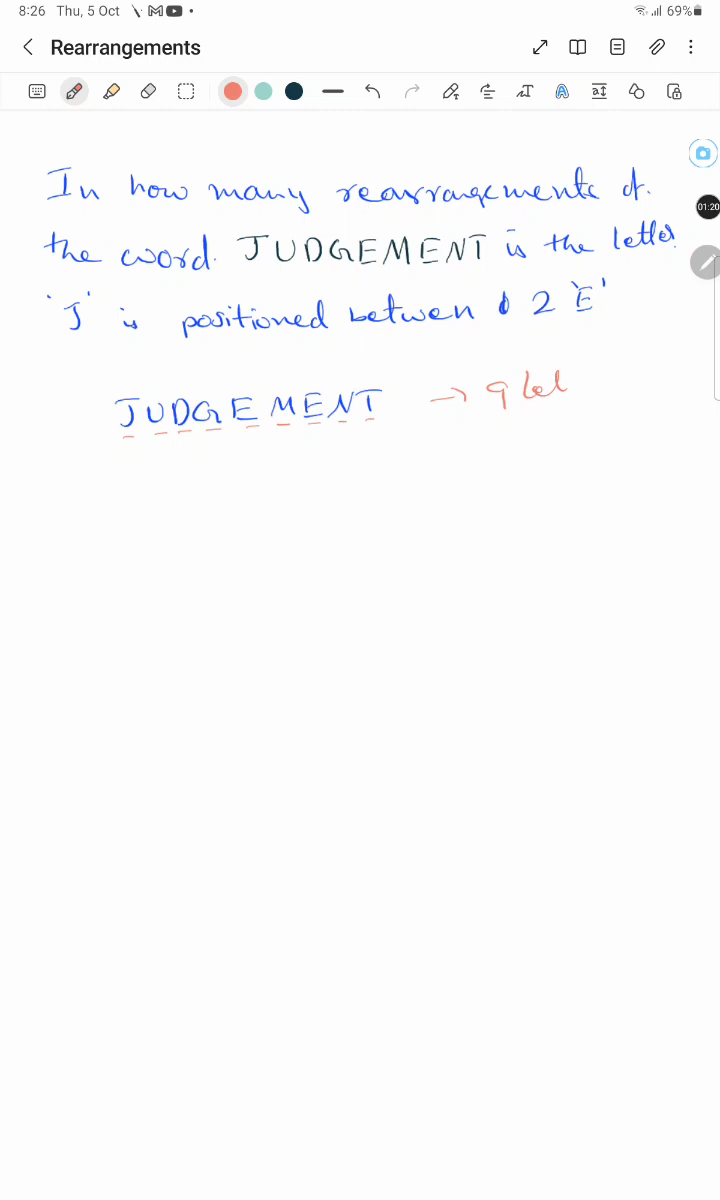 8:26 Thu, 5 Oct 69%
Rearrangements
01:20
In how many rearrangements of
the word. JUDGEMENT is the letter
'J' is positioned between 2 'E'
JUDGEMENT → 9 let